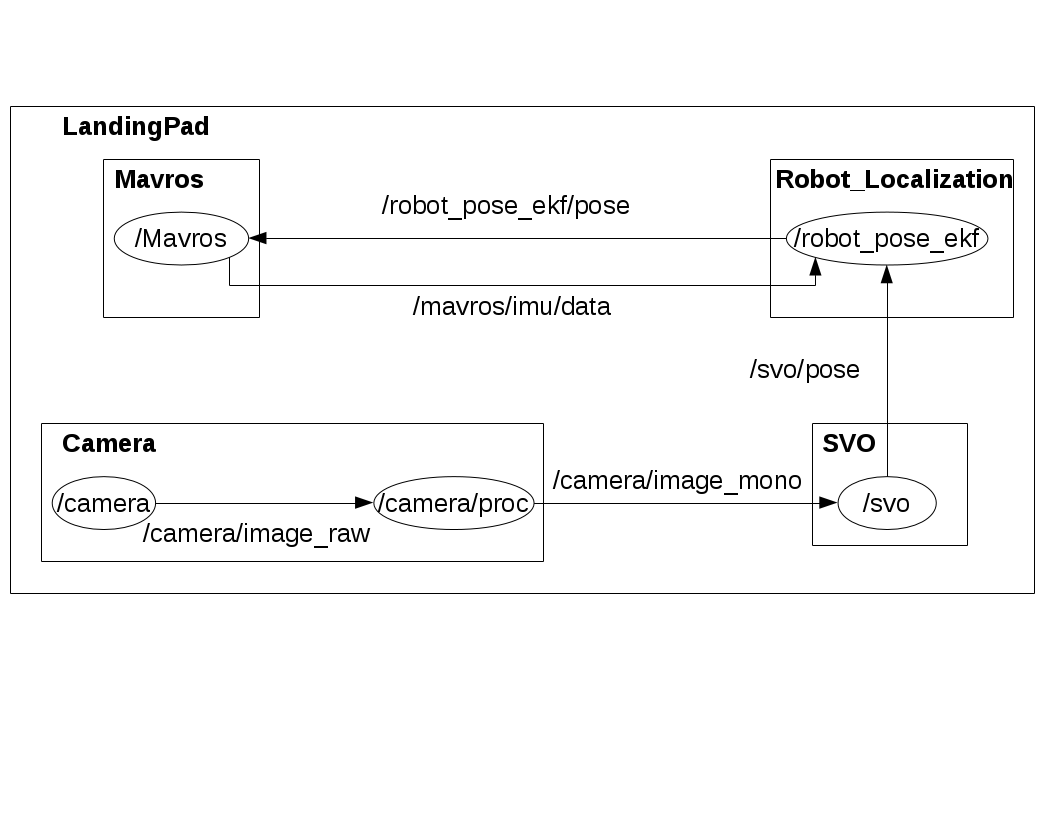 LandingPad
Mavros
/Mavros
/robot_pose_ekf/pose
/mavros/imu/data
Robot_Localization
/robot_pose_ekf
/svo/pose
Camera
/camera
/camera/image_raw
/camera/proc
/camera/image_mono
SVO
/svo